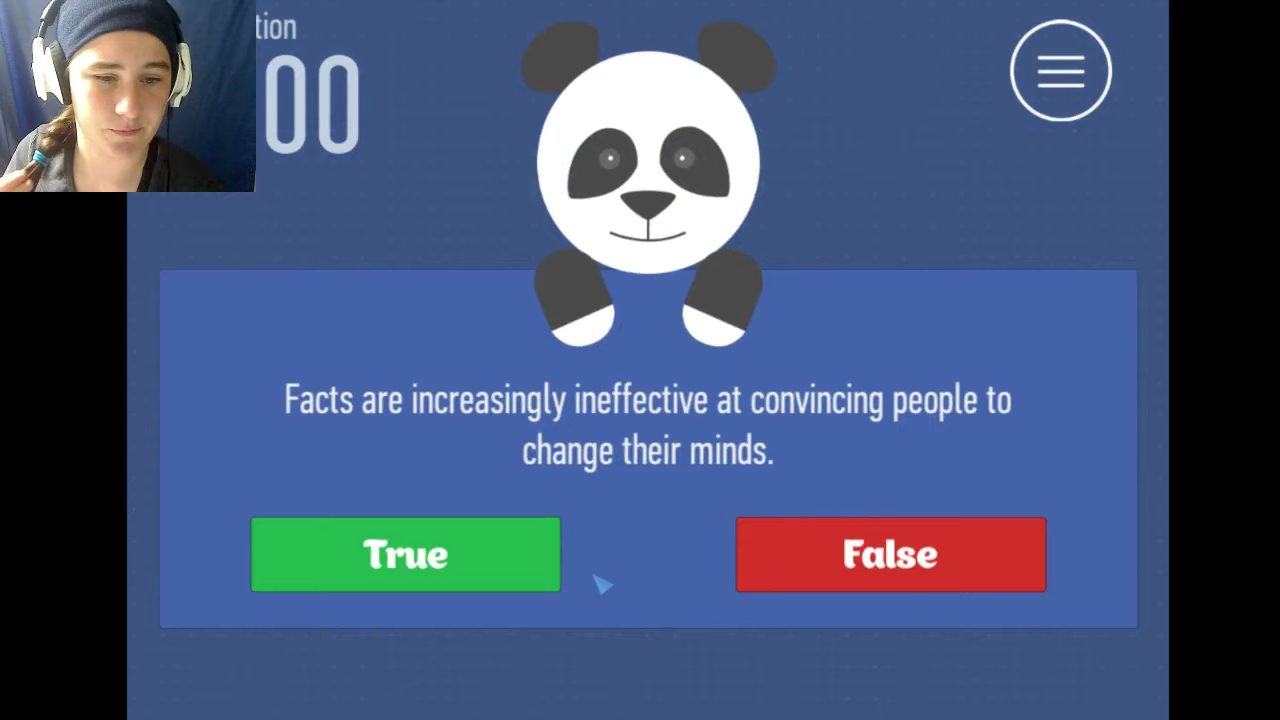 tion
00
Facts are increasingly ineffective at convincing people to
change their minds.
True
False